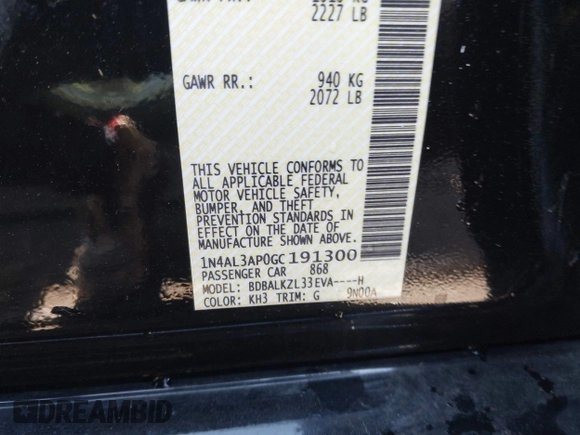 2227 LB
GAWR RR.: 940 KG
2072 LB
THIS VEHICLE CONFORMS TO
ALL APPLICABLE FEDERAL
MOTOR VEHICLE SAFETY,
BUMPER, AND THEFT
PREVENTION STANDARDS IN
EFFECT ON THE DATE OF
MANUFACTURE SHOWN ABOVE.
1N4AL3AP0GC191300
PASSENGER CAR 868
MODEL: BDBALKZL33EVA----H
COLOR: KH3 TRIM: G 9N00A
DREAMBID